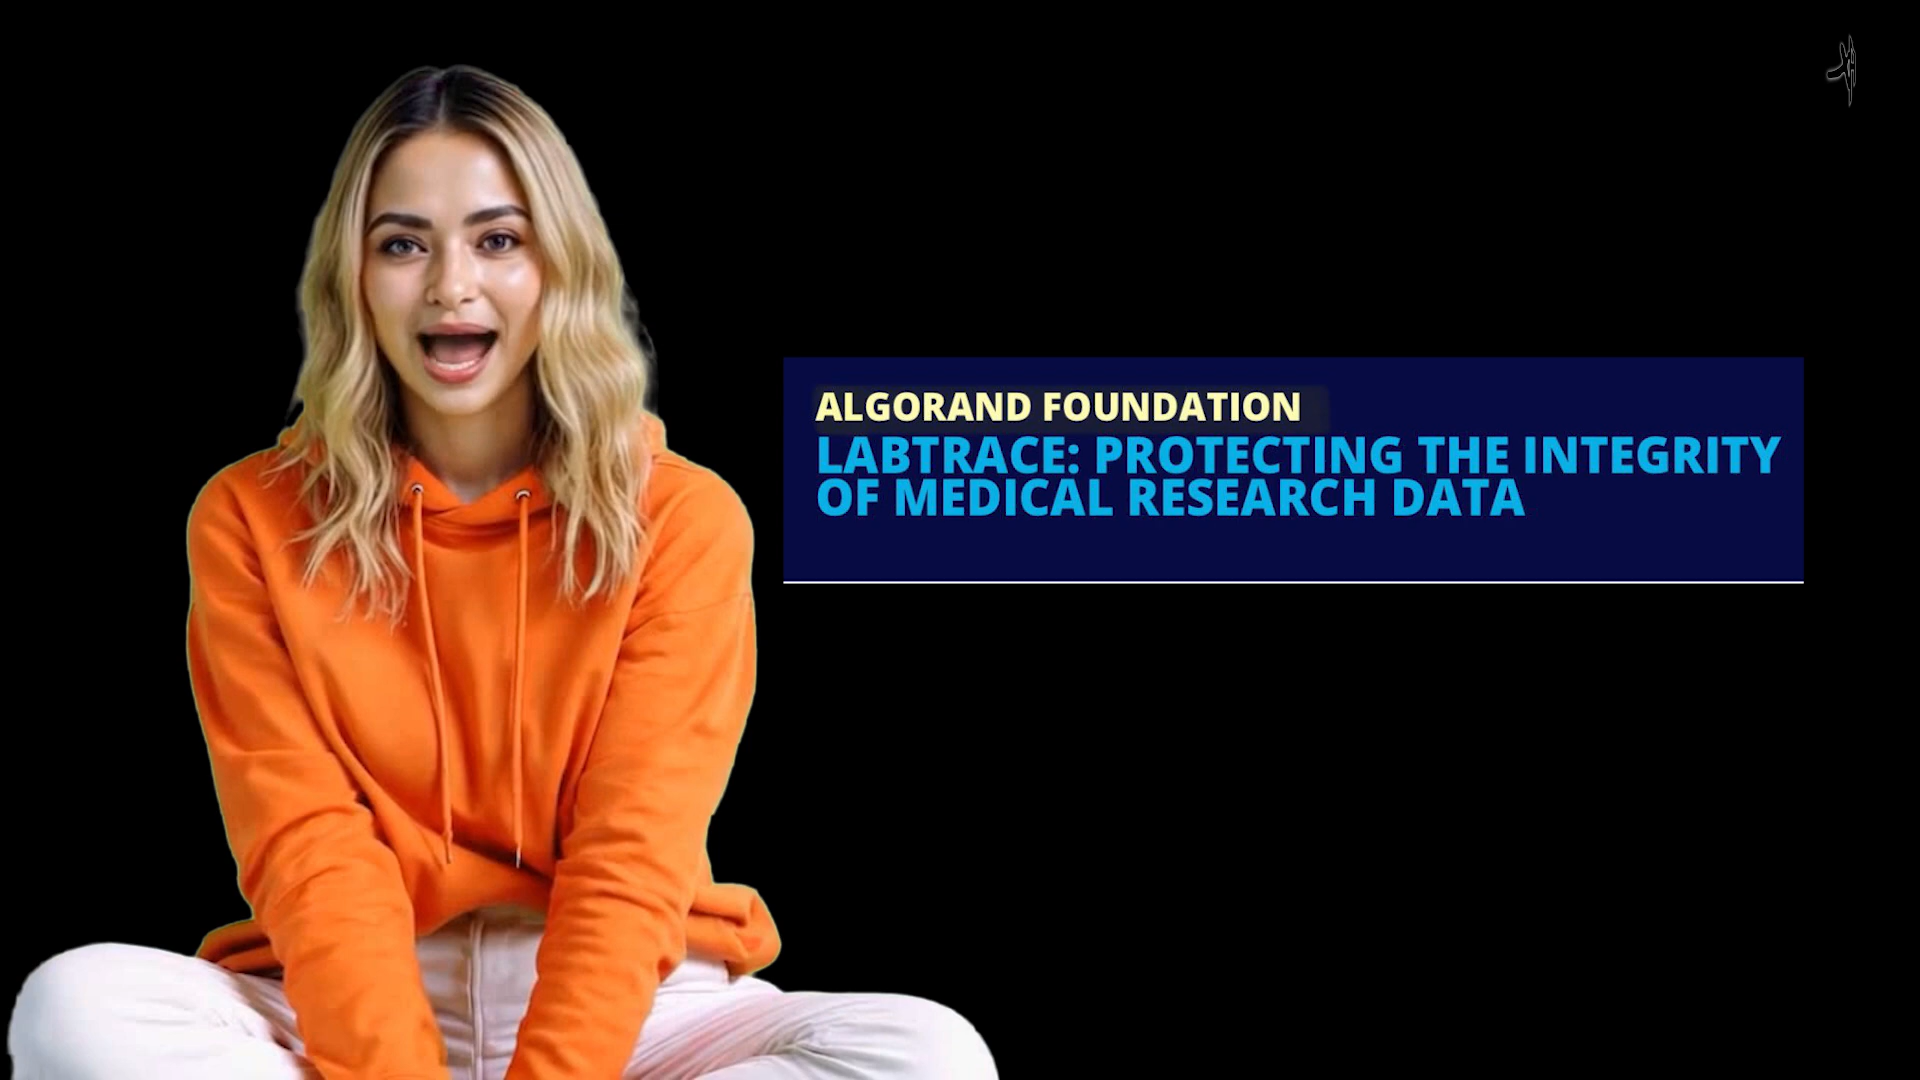 ALGORAND FOUNDATION
LABTRACE: PROTECTING THE INTEGRITY
OF MEDICAL RESEARCH DATA